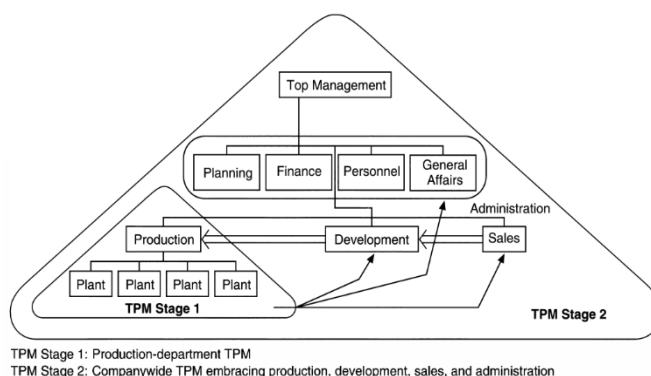 Top Management
Planning
Finance
Personnel
General
Affairs
Administration
Production
Development
Sales
Plant
Plant
Plant
Plant
TPM Stage 1
TPM Stage 2
TPM Stage 1: Production-department TPM
TPM Stage 2: Companywide TPM embracing production, development, sales, and administration